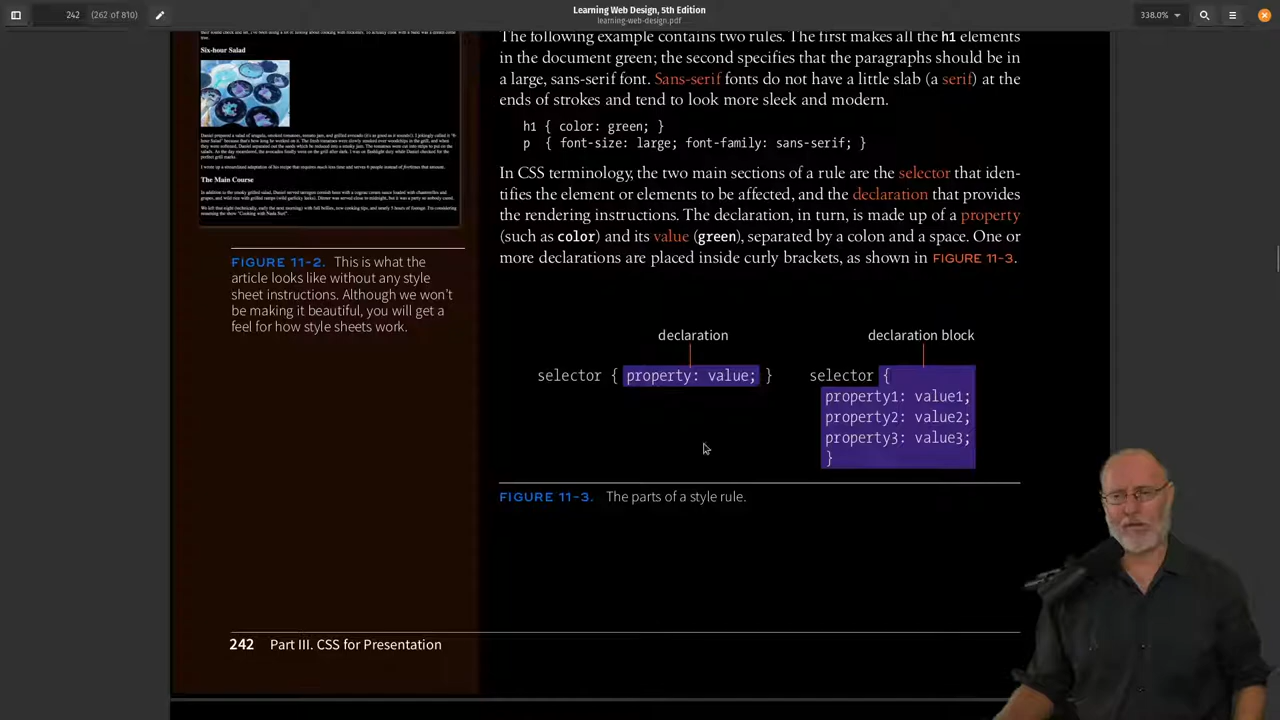 242
(262 of 810)
Learning Web Design, 5th Edition
learning-web-design.pdf
338.0%
Six-hour Salad
The Main Course
FIGURE 11-2. This is what the
article looks like without any style
sheet instructions. Although we won't
be making it beautiful, you will get a
feel for how style sheets work.
The following example contains two rules. The first makes all the h1 elements
in the document green; the second specifies that the paragraphs should be in
a large, sans-serif font. Sans-serif fonts do not have a little slab (a serif) at the
ends of strokes and tend to look more sleek and modern.
h1 { color: green; }
p { font-size: large; font-family: sans-serif; }
In CSS terminology, the two main sections of a rule are the selector that iden-
tifies the element or elements to be affected, and the declaration that provides
the rendering instructions. The declaration, in turn, is made up of a property
(such as color) and its value (green), separated by a colon and a space. One or
more declarations are placed inside curly brackets, as shown in FIGURE 11-3.
declaration
selector { property: value; }
declaration block
selector {
property1: value1;
property2: value2;
property3: value3;
}
FIGURE 11-3. The parts of a style rule.
242 Part III. CSS for Presentation